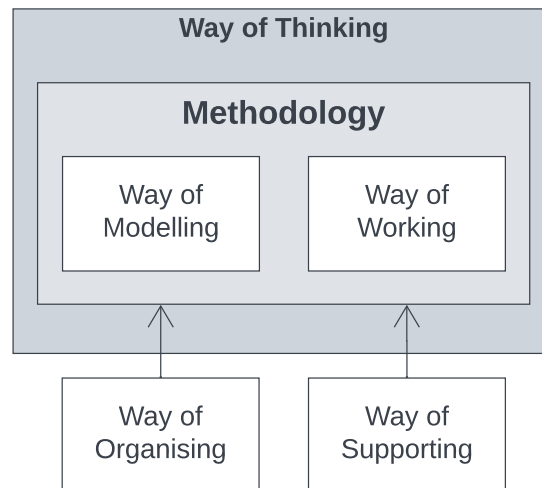 Way of Thinking
Methodology
Way of
Modelling
Way of
Working
Way of
Organising
Way of
Supporting